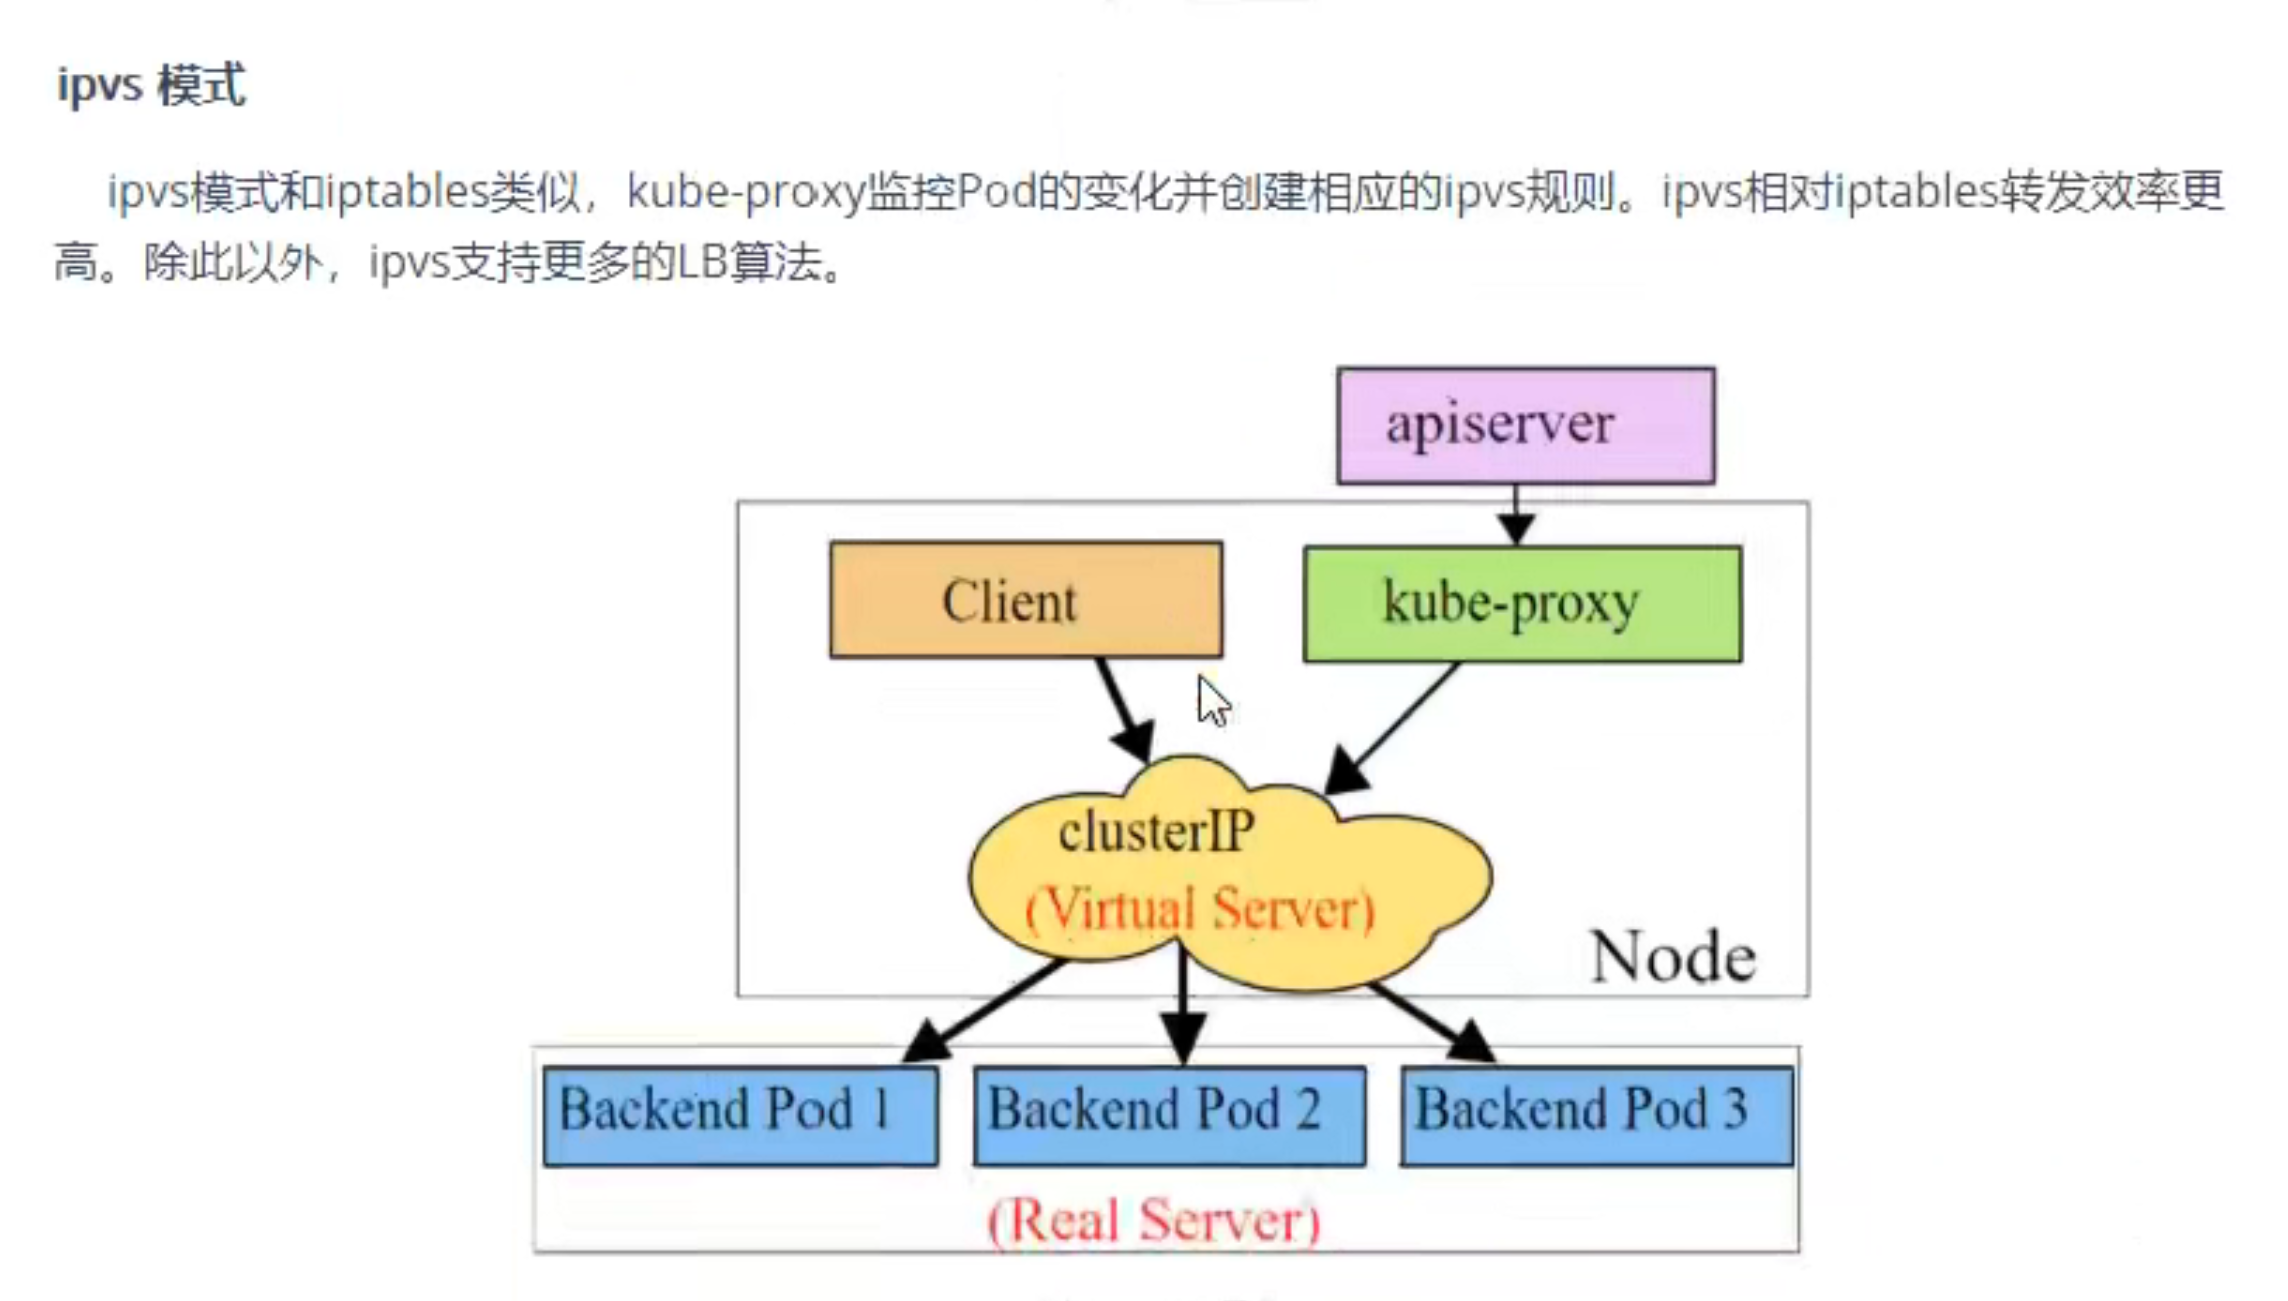 ipvs 模式
ipvs模式和iptables类似，kube-proxy监控Pod的变化并创建相应的ipvs规则。ipvs相对iptables转发效率更
高。除此以外，ipvs支持更多的LB算法。
apiserver
Client
kube-proxy
clusterIP
(Virtual Server)
Node
Backend Pod 1
Backend Pod 2
Backend Pod 3
(Real Server)